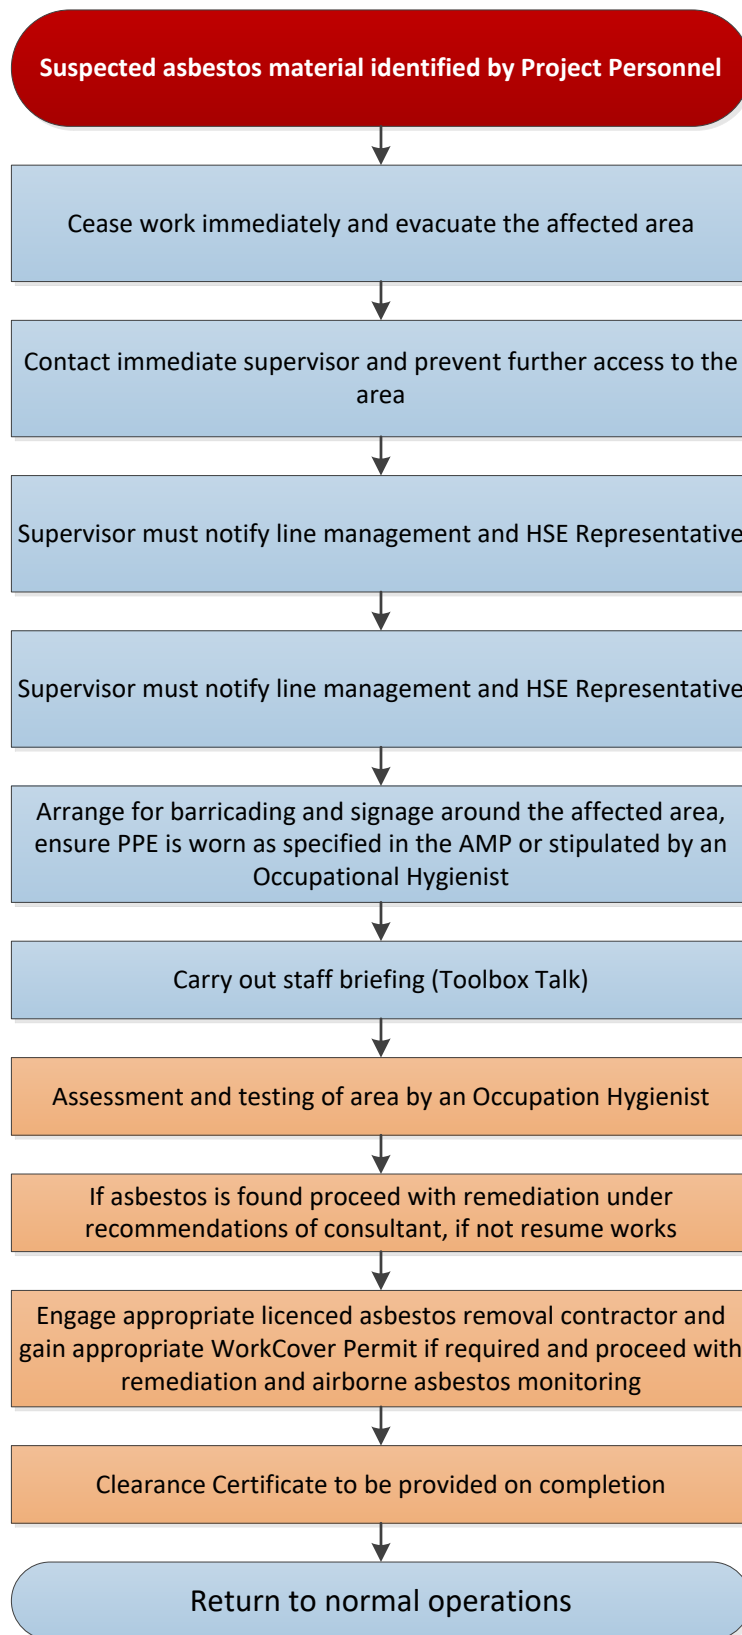 Suspected asbestos material identified by Project Personnel
Cease work immediately and evacuate the affected area
Contact immediate supervisor and prevent further access to the
area
Supervisor must notify line management and HSE Representative
Supervisor must notify line management and HSE Representative
Arrange for barricading and signage around the affected area,
ensure PPE is worn as specified in the AMP or stipulated by an
Occupational Hygienist
Carry out staff briefing (Toolbox Talk)
Assessment and testing of area by an Occupation Hygienist
If asbestos is found proceed with remediation under
recommendations of consultant, if not resume works
Engage appropriate licenced asbestos removal contractor and
gain appropriate WorkCover Permit if required and proceed with
remediation and airborne asbestos monitoring
Clearance Certificate to be provided on completion
Return to normal operations